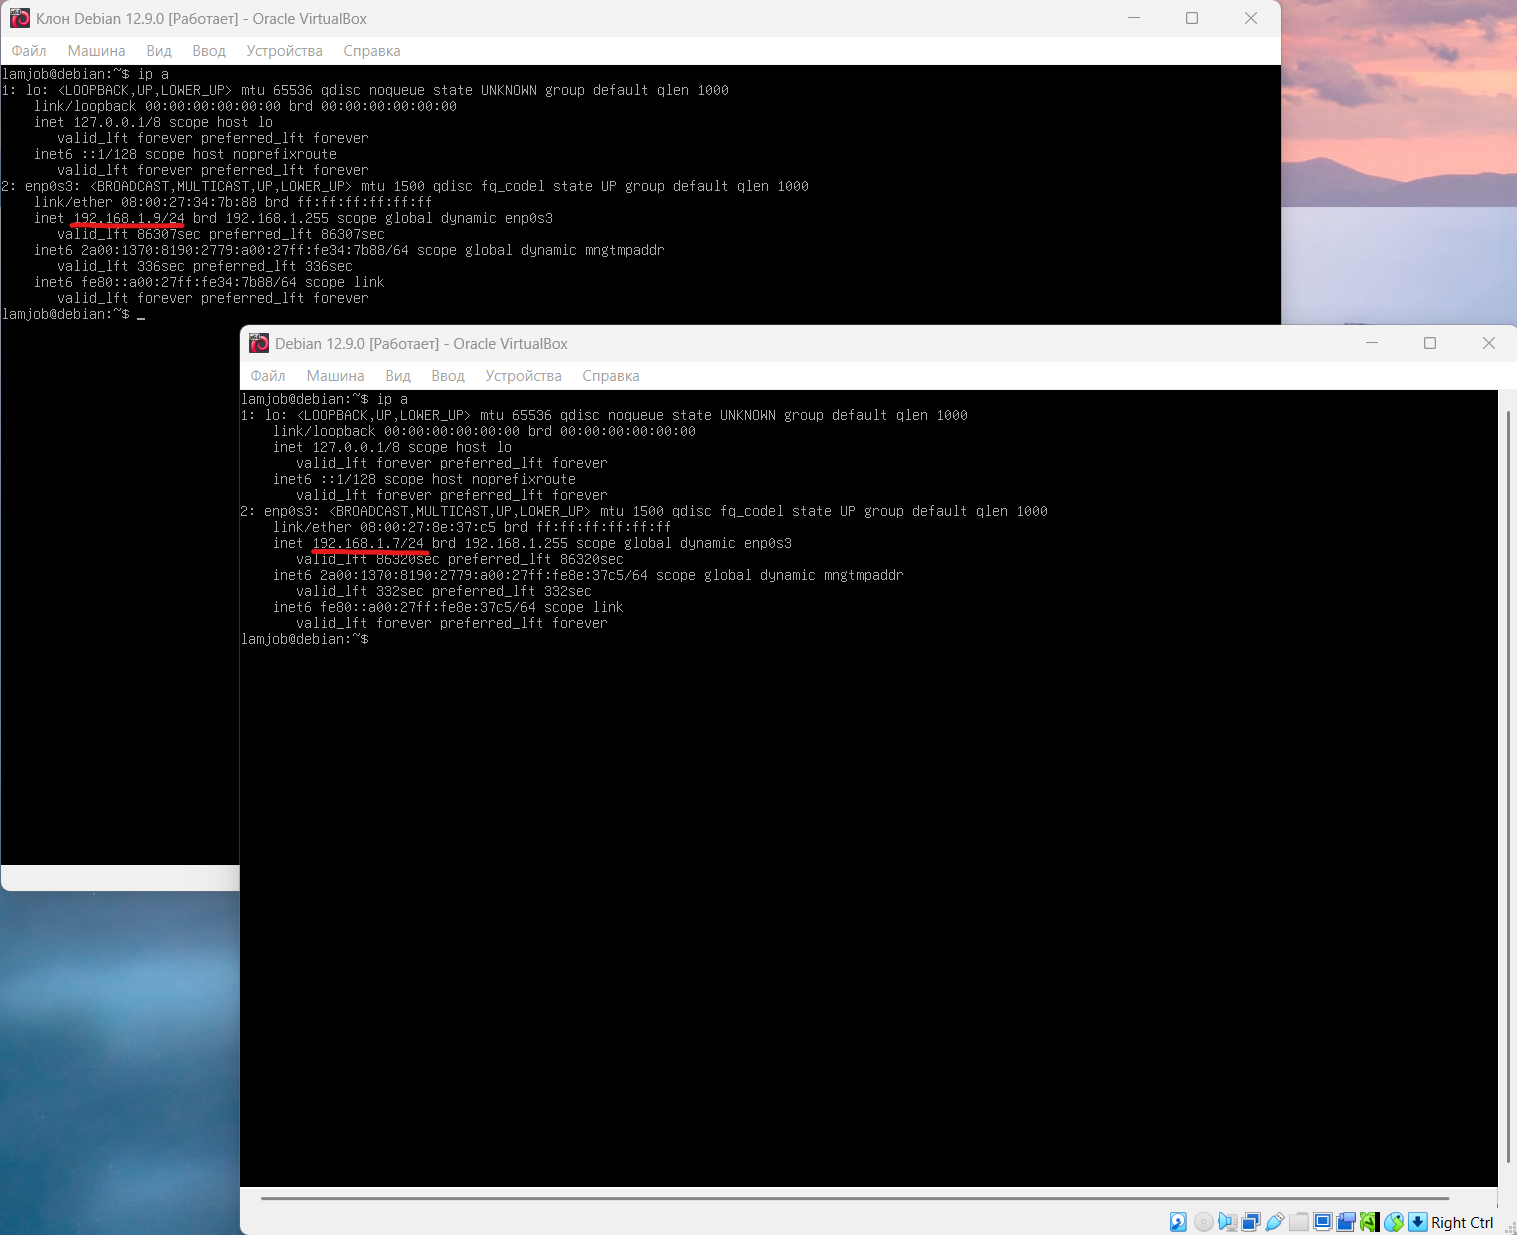 Клон Debian 12.9.0 [Работает] - Oracle VirtualBox
Файл Машина Вид Ввод Устройства Справка
lamjob@debian:~$ ip a
1: lo: <LOOPBACK,UP,LOWER_UP> mtu 65536 qdisc noqueue state UNKNOWN group default qlen 1000
link/loopback 00:00:00:00:00:00 brd 00:00:00:00:00:00
inet 127.0.0.1/8 scope host lo
valid_lft forever preferred_lft forever
inet6 ::1/128 scope host noprefixroute
valid_lft forever preferred_lft forever
2: enp0s3: <BROADCAST,MULTICAST,UP,LOWER_UP> mtu 1500 qdisc fq_codel state UP group default qlen 1000
link/ether 08:00:27:34:7b:88 brd ff:ff:ff:ff:ff:ff
inet 192.168.1.9/24 brd 192.168.1.255 scope global dynamic enp0s3
valid_lft 86307sec preferred_lft 86307sec
inet6 2a00:1370:8190:2779:a00:27ff:fe34:7b88/64 scope global dynamic mngtmpaddr
valid_lft 336sec preferred_lft 336sec
inet6 fe80::a00:27ff:fe34:7b88/64 scope link
valid_lft forever preferred_lft forever
lamjob@debian:~$ _
Debian 12.9.0 [Работает] - Oracle VirtualBox
Файл Машина Вид Ввод Устройства Справка
lamjob@debian:~$ ip a
1: lo: <LOOPBACK,UP,LOWER_UP> mtu 65536 qdisc noqueue state UNKNOWN group default qlen 1000
link/loopback 00:00:00:00:00:00 brd 00:00:00:00:00:00
inet 127.0.0.1/8 scope host lo
valid_lft forever preferred_lft forever
inet6 ::1/128 scope host noprefixroute
valid_lft forever preferred_lft forever
2: enp0s3: <BROADCAST,MULTICAST,UP,LOWER_UP> mtu 1500 qdisc fq_codel state UP group default qlen 1000
link/ether 08:00:27:8e:37:c5 brd ff:ff:ff:ff:ff:ff
inet 192.168.1.7/24 brd 192.168.1.255 scope global dynamic enp0s3
valid_lft 86320sec preferred_lft 86320sec
inet6 2a00:1370:8190:2779:a00:27ff:fe8e:37c5/64 scope global dynamic mngtmpaddr
valid_lft 332sec preferred_lft 332sec
inet6 fe80::a00:27ff:fe8e:37c5/64 scope link
valid_lft forever preferred_lft forever
lamjob@debian:~$
Right Ctrl